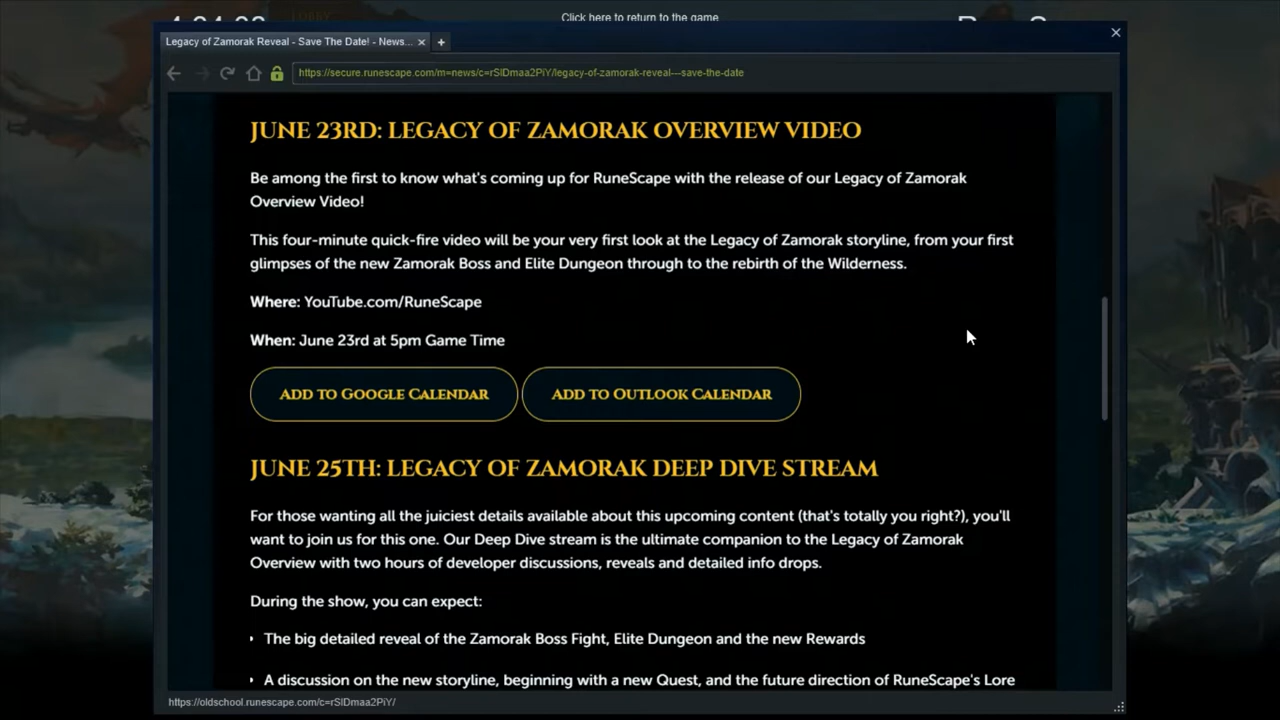 Click here to return to the game
Legacy of Zamorak Reveal - Save The Date! - News...
https://secure.runescape.com/m=news/c=rSlDmaa2PiY/legacy-of-zamorak-reveal---save-the-date
JUNE 23RD: LEGACY OF ZAMORAK OVERVIEW VIDEO
Be among the first to know what's coming up for RuneScape with the release of our Legacy of Zamorak
Overview Video!
This four-minute quick-fire video will be your very first look at the Legacy of Zamorak storyline, from your first
glimpses of the new Zamorak Boss and Elite Dungeon through to the rebirth of the Wilderness.
Where: YouTube.com/RuneScape
When: June 23rd at 5pm Game Time
ADD TO GOOGLE CALENDAR ADD TO OUTLOOK CALENDAR
JUNE 25TH: LEGACY OF ZAMORAK DEEP DIVE STREAM
For those wanting all the juiciest details available about this upcoming content (that's totally you right?), you'll
want to join us for this one. Our Deep Dive stream is the ultimate companion to the Legacy of Zamorak
Overview with two hours of developer discussions, reveals and detailed info drops.
During the show, you can expect:
The big detailed reveal of the Zamorak Boss Fight, Elite Dungeon and the new Rewards
A discussion on the new storyline, beginning with a new Quest, and the future direction of RuneScape's Lore
https://oldschool.runescape.com/c=rSlDmaa2PiY/